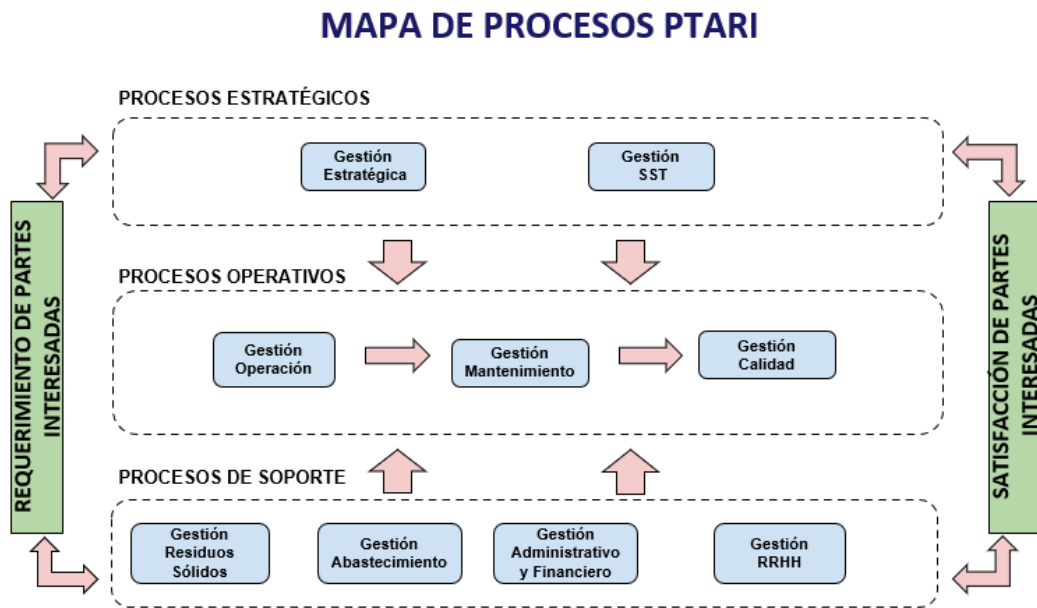 MAPA DE PROCESOS PTARI
PROCESOS ESTRATÉGICOS
Gestión
Estratégica
Gestión
SST
REQUERIMIENTO DE PARTES
INTERESADAS
SATISFACCIÓN DE PARTES
INTERESADAS
PROCESOS OPERATIVOS
Gestión
Operación
Gestión
Mantenimiento
Gestión
Calidad
PROCESOS DE SOPORTE
Gestión
Residuos
Sólidos
Gestión
Abastecimiento
Gestión
Administrativo
y Financiero
Gestión
RRHH